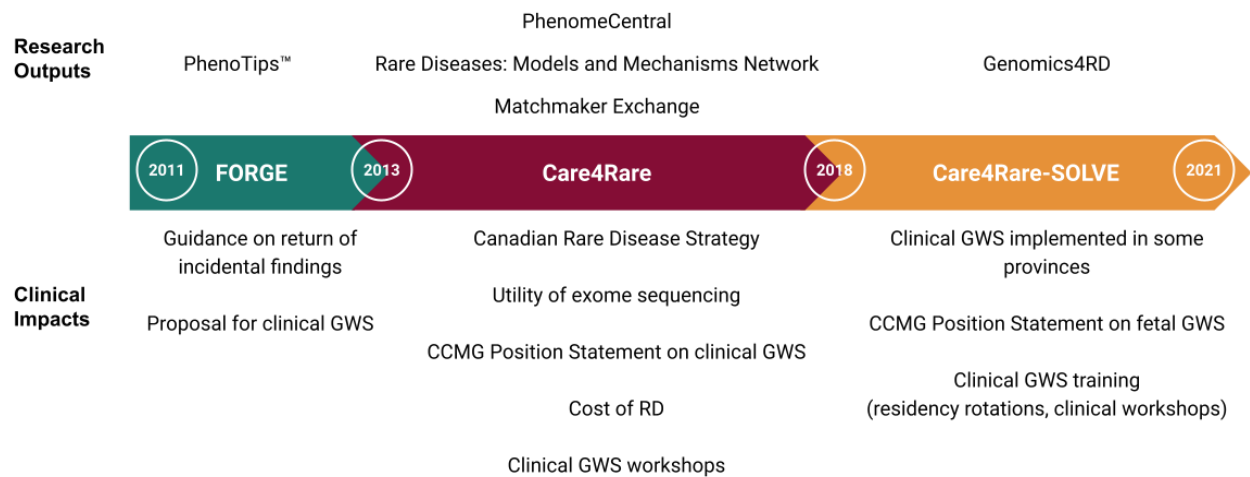 Research
Outputs
PhenoTips™
PhenomeCentral
Rare Diseases: Models and Mechanisms Network
Matchmaker Exchange
Genomics4RD
2011
FORGE
2013
Care4Rare
2018
Care4Rare-SOLVE
2021
Clinical
Impacts
Guidance on return of
incidental findings
Proposal for clinical GWS
Canadian Rare Disease Strategy
Utility of exome sequencing
CCMG Position Statement on clinical GWS
Cost of RD
Clinical GWS workshops
Clinical GWS implemented in some
provinces
CCMG Position Statement on fetal GWS
Clinical GWS training
(residency rotations, clinical workshops)